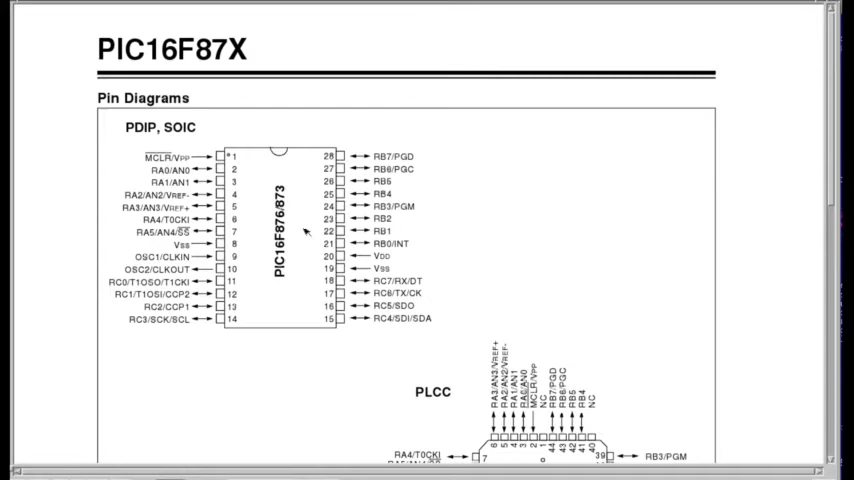 PIC16F87X
Pin Diagrams
PDIP, SOIC
MCLR/VPP 1 28 RB7/PGD
RA0/AN0 2 27 RB6/PGC
RA1/AN1 3 26 RB5
RA2/AN2/VREF- 4 25 RB4
RA3/AN3/VREF+ 5 24 RB3/PGM
RA4/T0CKI 6 23 RB2
RA5/AN4/SS 7 22 RB1
VSS 8 21 RB0/INT
OSC1/CLKIN 9 20 VDD
OSC2/CLKOUT 10 19 VSS
RC0/T1OSO/T1CKI 11 18 RC7/RX/DT
RC1/T1OSI/CCP2 12 17 RC6/TX/CK
RC2/CCP1 13 16 RC5/SDO
RC3/SCK/SCL 14 15 RC4/SDI/SDA
PIC16F876/873
PLCC
RA3/AN3/VREF+
RA2/AN2/VREF-
RA1/AN1
RA0/AN0
MCLR/VPP
NC
RB7/PGD
RB6/PGC
RB5
RB4
NC
6 5 4 3 2 1 44 43 42 41 40
RA4/T0CKI 7 39 RB3/PGM